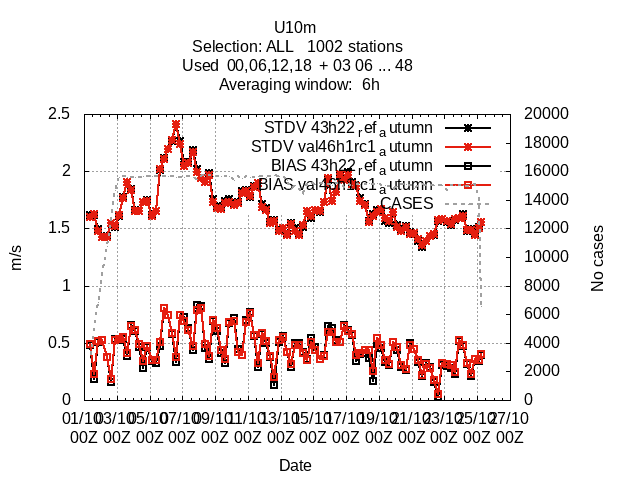 U10m
Selection: ALL 1002 stations
Used 00,06,12,18 + 03 06 ... 48
Averaging window: 6h
2.5
2
1.5
1
0.5
0
20000
18000
16000
14000
12000
10000
8000
6000
4000
2000
0
STDV 43h22_ref_autumn
STDV val46h1rc1_autumn
BIAS 43h22_ref_autumn
BIAS val46h1rc1_autumn
CASES
m/s
No cases
01/10 03/10 05/10 07/10 09/10 11/10 13/10 15/10 17/10 19/10 21/10 23/10 25/10 27/10
00Z 00Z 00Z 00Z 00Z 00Z 00Z 00Z 00Z 00Z 00Z 00Z 00Z 00Z
Date